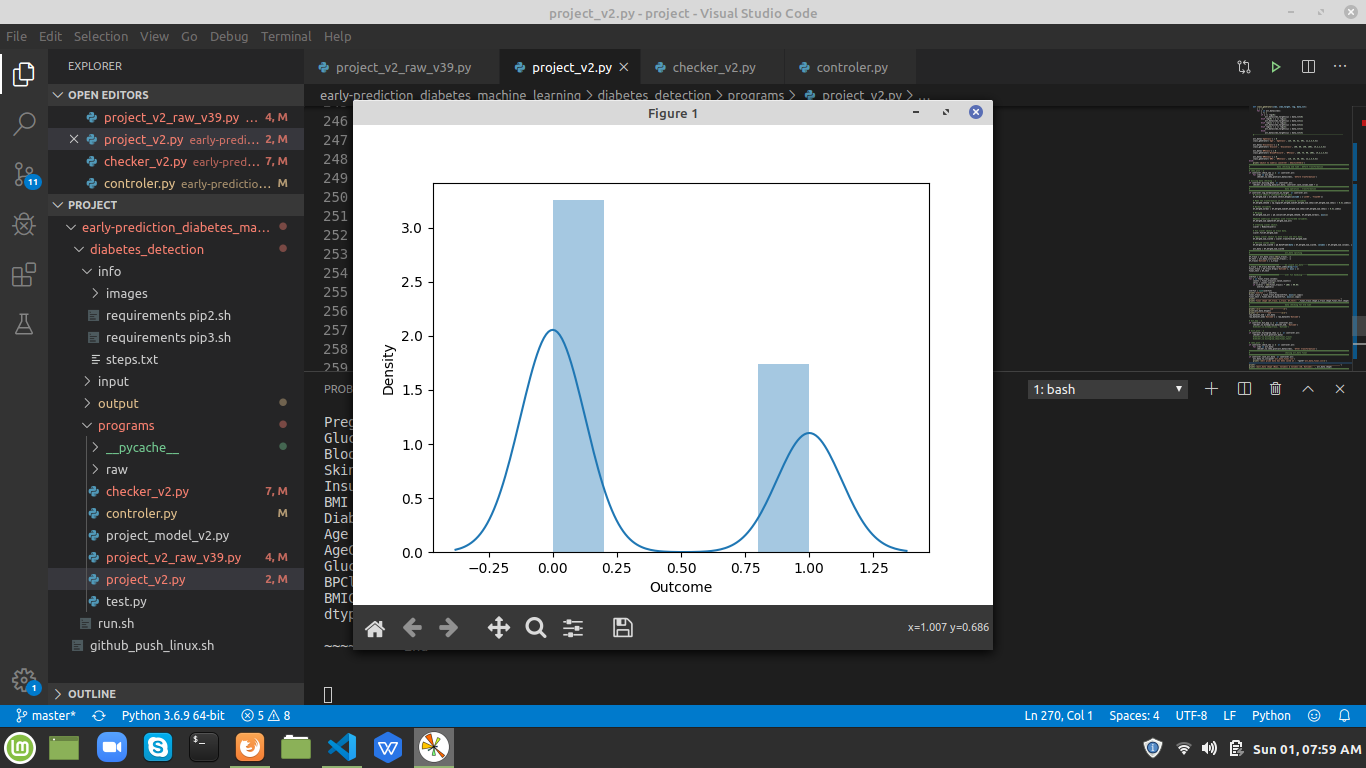 project_v2.py - project - Visual Studio Code
File Edit Selection View Go Debug Terminal Help
EXPLORER
project_v2_raw_v39.py project_v2.py checker_v2.py controler.py
OPEN EDITORS
early-prediction_diabetes_machine_learning > diabetes_detection > programs > project_v2.py > ...
project_v2_raw_v39.py ... 4, M
project_v2.py early-predi... 2, M
checker_v2.py early-pred... 7, M
controler.py early-predictio... M
PROJECT
early-prediction_diabetes_ma...
diabetes_detection
info
images
requirements pip2.sh
requirements pip3.sh
steps.txt
input
output
programs
__pycache__
raw
checker_v2.py 7, M
controler.py M
project_model_v2.py
project_v2_raw_v39.py 4, M
project_v2.py 2, M
test.py
run.sh
github_push_linux.sh
OUTLINE
11
1
246
247
248
249
250
251
252
253
254
255
256
257
258
259
Figure 1
3.0
2.5
2.0
1.5
1.0
0.5
0.0
Density
−0.25 0.00 0.25 0.50 0.75 1.00 1.25
Outcome
x=1.007 y=0.686
PROB
1: bash
Preg
Gluc
Bloo
Skin
Insu
BMI
Diab
Age
AgeC
Gluc
BPCl
BMIC
dtyp
~~~~
master* Python 3.6.9 64-bit 5 8 Ln 270, Col 1 Spaces: 4 UTF-8 LF Python
Sun 01, 07:59 AM